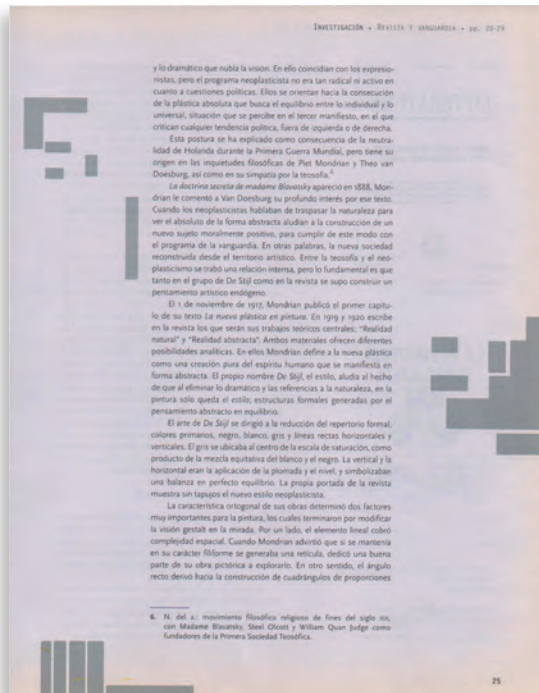 INVESTIGACIÓN • REVISTA Y VANGUARDIA • pp. 20-29
y lo dramático que nubla la visión. En ello coincidían con los expresio-
nistas, pero el programa neoplasticista no era tan radical ni activo en
cuanto a cuestiones políticas. Ellos se orientan hacia la consecución
de la plástica absoluta que busca el equilibrio entre lo individual y lo
universal, situación que se percibe en el tercer manifiesto, en el que
critican cualquier tendencia política, fuera de izquierda o de derecha.
Esta postura se ha explicado como consecuencia de la neutra-
lidad de Holanda durante la Primera Guerra Mundial, pero tiene su
origen en las inquietudes filosóficas de Piet Mondrian y Theo van
Doesburg, así como en su simpatía por la teosofía.6
La doctrina secreta de madame Blavatsky apareció en 1888, Mon-
drian le comentó a Van Doesburg su profundo interés por ese texto.
Cuando los neoplasticistas hablaban de traspasar la naturaleza para
ver el absoluto de la forma abstracta aludían a la construcción de un
nuevo sujeto moralmente positivo, para cumplir de este modo con
el programa de la vanguardia. En otras palabras, la nueva sociedad
reconstruida desde el territorio artístico. Entre la teosofía y el neo-
plasticismo se trabó una relación intensa, pero lo fundamental es que
tanto en el grupo de De Stijl como en la revista se supo construir un
pensamiento artístico endógeno.
El 1 de noviembre de 1917, Mondrian publicó el primer capítu-
lo de su texto La nueva plástica en pintura. En 1919 y 1920 escribe
en la revista los que serán sus trabajos teóricos centrales: "Realidad
natural" y "Realidad abstracta". Ambos materiales ofrecen diferentes
posibilidades analíticas. En ellos Mondrian define a la nueva plástica
como una creación pura del espíritu humano que se manifiesta en
forma abstracta. El propio nombre De Stijl, el estilo, aludía al hecho
de que al eliminar lo dramático y las referencias a la naturaleza, en la
pintura sólo queda el estilo; estructuras formales generadas por el
pensamiento abstracto en equilibrio.
El arte de De Stijl se dirigió a la reducción del repertorio formal,
colores primarios, negro, blanco, gris y líneas rectas horizontales y
verticales. El gris se ubicaba al centro de la escala de saturación, como
producto de la mezcla equitativa del blanco y el negro. La vertical y la
horizontal eran la aplicación de la plomada y el nivel, y simbolizaban
una balanza en perfecto equilibrio. La propia portada de la revista
muestra sin tapujos el nuevo estilo neoplasticista.
La característica ortogonal de sus obras determinó dos factores
muy importantes para la pintura, los cuales terminaron por modificar
la visión gestalt en la mirada. Por un lado, el elemento lineal cobró
complejidad espacial. Cuando Mondrian advirtió que si se mantenía
en su carácter filiforme se generaba una retícula, dedicó una buena
parte de su obra pictórica a explorarlo. En otro sentido, el ángulo
recto derivó hacia la construcción de cuadrángulos de proporciones
6. N. del a.: movimiento filosófico religioso de fines del siglo XIX,
con Madame Blavatsky, Steel Olcott y William Quan Judge como
fundadores de la Primera Sociedad Teosófica.
25